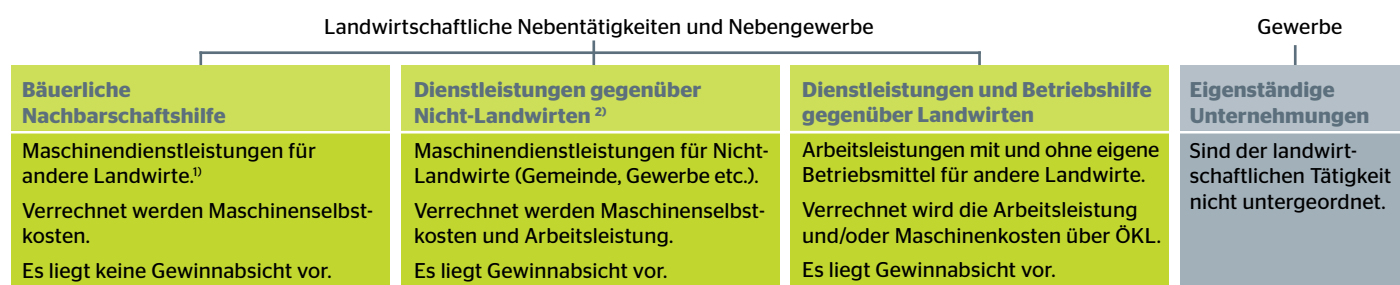 Landwirtschaftliche Nebentätigkeiten und Nebengewerbe
Gewerbe
Bäuerliche
Nachbarschaftshilfe
Maschinendienstleistungen für
andere Landwirte.1)
Verrechnet werden Maschinenselbst-
kosten.
Es liegt keine Gewinnabsicht vor.
Dienstleistungen gegenüber
Nicht-Landwirten 2)
Maschinendienstleistungen für Nicht-
Landwirte (Gemeinde, Gewerbe etc.).
Verrechnet werden Maschinenselbst-
kosten und Arbeitsleistung.
Es liegt Gewinnabsicht vor.
Dienstleistungen und Betriebshilfe
gegenüber Landwirten
Arbeitsleistungen mit und ohne eigene
Betriebsmittel für andere Landwirte.
Verrechnet wird die Arbeitsleistung
und/oder Maschinenkosten über ÖKL.
Es liegt Gewinnabsicht vor.
Eigenständige
Unternehmungen
Sind der landwirt-
schaftlichen Tätigkeit
nicht untergeordnet.